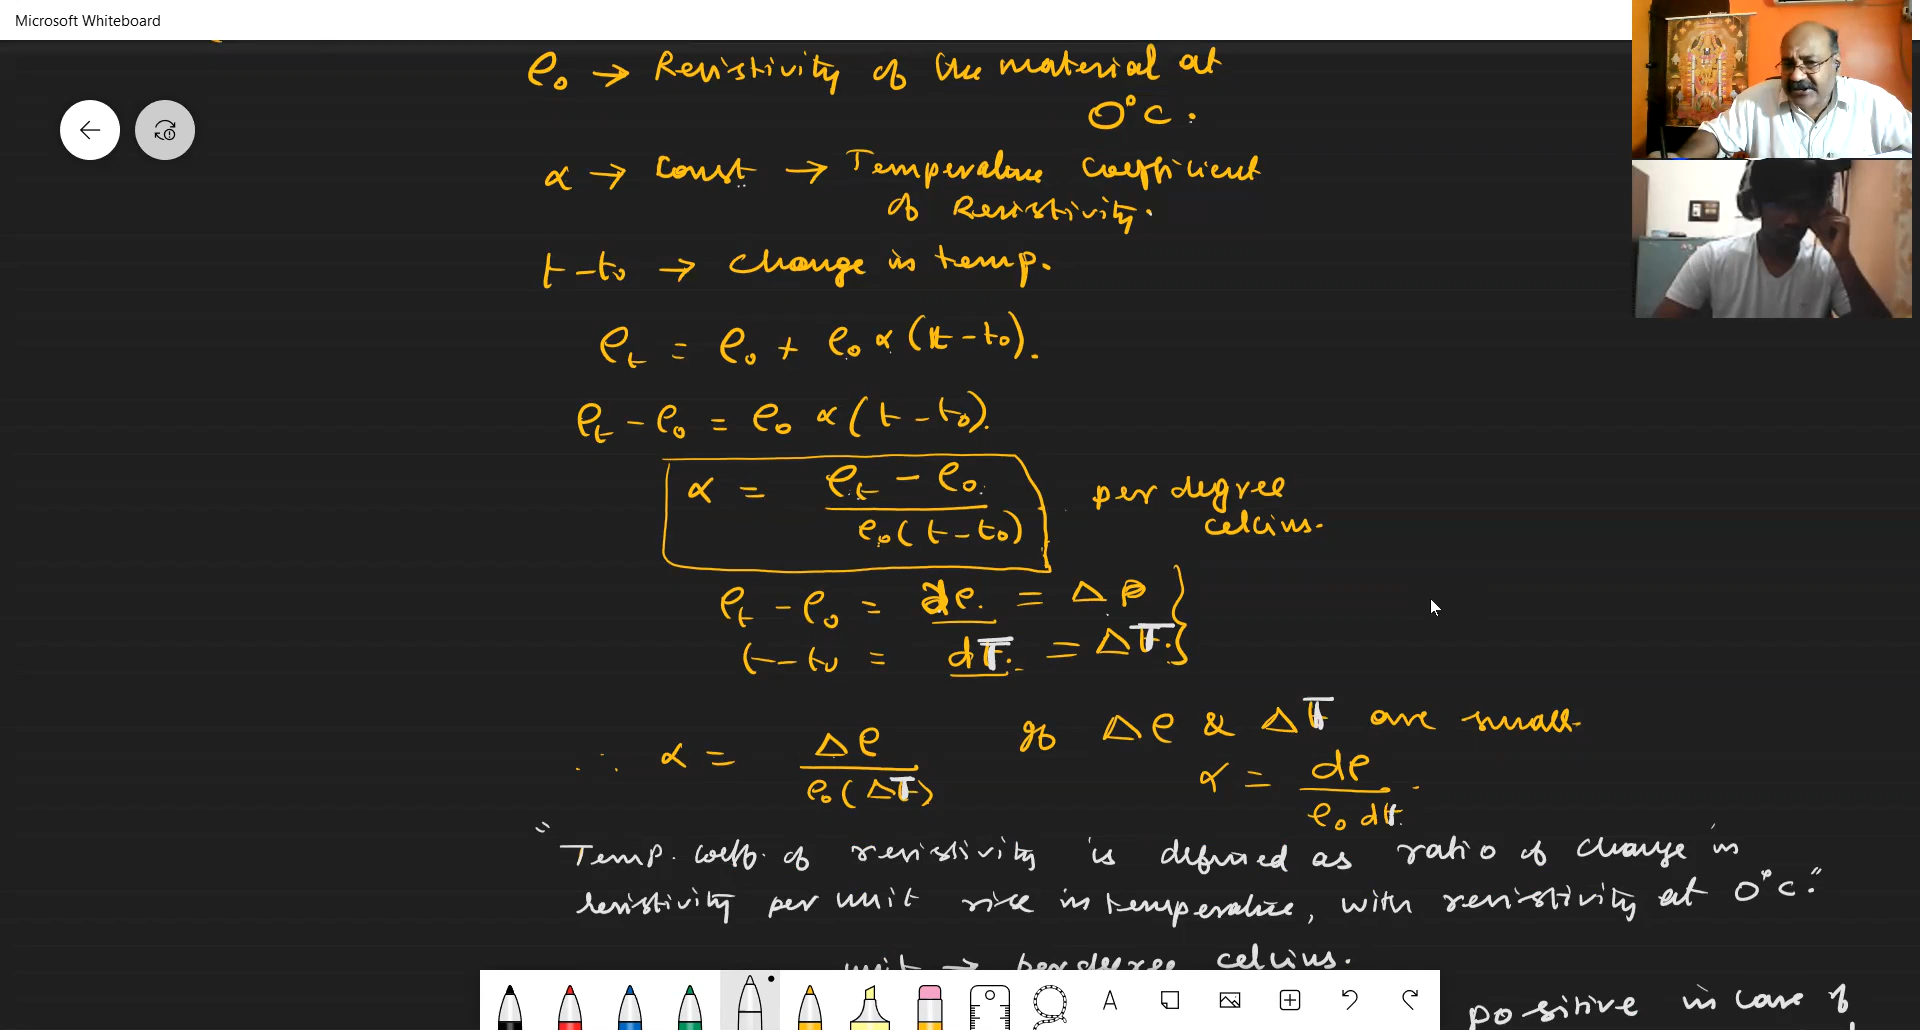 Microsoft Whiteboard
ρ₀ → Resistivity of the material at
0°C.
α → Const → Temperature Coefficient
of Resistivity.
t - t₀ → Change in temp.
ρₜ = ρ₀ + ρ₀ α (t - t₀).
ρₜ - ρ₀ = ρ₀ α (t - t₀).
α = (ρₜ - ρ₀) / (ρ₀ (t - t₀)) per degree
celcius.
ρₜ - ρ₀ = dρ. = Δρ }
t - t₀ = dT. = ΔT. }
∴ α = Δρ / (ρ₀ (ΔT)) If Δρ & ΔT are small.
α = dρ / (ρ₀ dT).
"Temp. coeff. of resistivity is defined as ratio of change in
resistivity per unit rise in temperature, with resistivity at 0°C."
unit → per degree celcius.
positive in case of